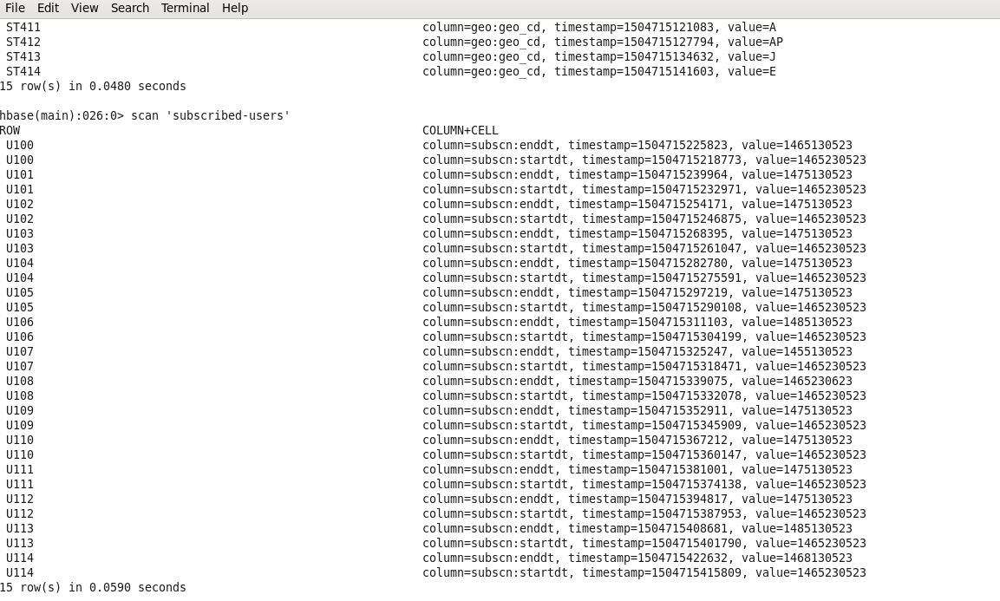 File Edit View Search Terminal Help
ST411 column=geo:geo_cd, timestamp=1504715121083, value=A
ST412 column=geo:geo_cd, timestamp=1504715127794, value=AP
ST413 column=geo:geo_cd, timestamp=1504715134632, value=J
ST414 column=geo:geo_cd, timestamp=1504715141603, value=E
15 row(s) in 0.0480 seconds
hbase(main):026:0> scan 'subscribed-users'
ROW COLUMN+CELL
U100 column=subscn:enddt, timestamp=1504715225823, value=1465130523
U100 column=subscn:startdt, timestamp=1504715218773, value=1465230523
U101 column=subscn:enddt, timestamp=1504715239964, value=1475130523
U101 column=subscn:startdt, timestamp=1504715232971, value=1465230523
U102 column=subscn:enddt, timestamp=1504715254171, value=1475130523
U102 column=subscn:startdt, timestamp=1504715246875, value=1465230523
U103 column=subscn:enddt, timestamp=1504715268395, value=1475130523
U103 column=subscn:startdt, timestamp=1504715261047, value=1465230523
U104 column=subscn:enddt, timestamp=1504715282780, value=1475130523
U104 column=subscn:startdt, timestamp=1504715275591, value=1465230523
U105 column=subscn:enddt, timestamp=1504715297219, value=1475130523
U105 column=subscn:startdt, timestamp=1504715290108, value=1465230523
U106 column=subscn:enddt, timestamp=1504715311103, value=1485130523
U106 column=subscn:startdt, timestamp=1504715304199, value=1465230523
U107 column=subscn:enddt, timestamp=1504715325247, value=1455130523
U107 column=subscn:startdt, timestamp=1504715318471, value=1465230523
U108 column=subscn:enddt, timestamp=1504715339075, value=1465230623
U108 column=subscn:startdt, timestamp=1504715332078, value=1465230523
U109 column=subscn:enddt, timestamp=1504715352911, value=1475130523
U109 column=subscn:startdt, timestamp=1504715345909, value=1465230523
U110 column=subscn:enddt, timestamp=1504715367212, value=1475130523
U110 column=subscn:startdt, timestamp=1504715360147, value=1465230523
U111 column=subscn:enddt, timestamp=1504715381001, value=1475130523
U111 column=subscn:startdt, timestamp=1504715374138, value=1465230523
U112 column=subscn:enddt, timestamp=1504715394817, value=1475130523
U112 column=subscn:startdt, timestamp=1504715387953, value=1465230523
U113 column=subscn:enddt, timestamp=1504715408681, value=1485130523
U113 column=subscn:startdt, timestamp=1504715401790, value=1465230523
U114 column=subscn:enddt, timestamp=1504715422632, value=1468130523
U114 column=subscn:startdt, timestamp=1504715415809, value=1465230523
15 row(s) in 0.0590 seconds